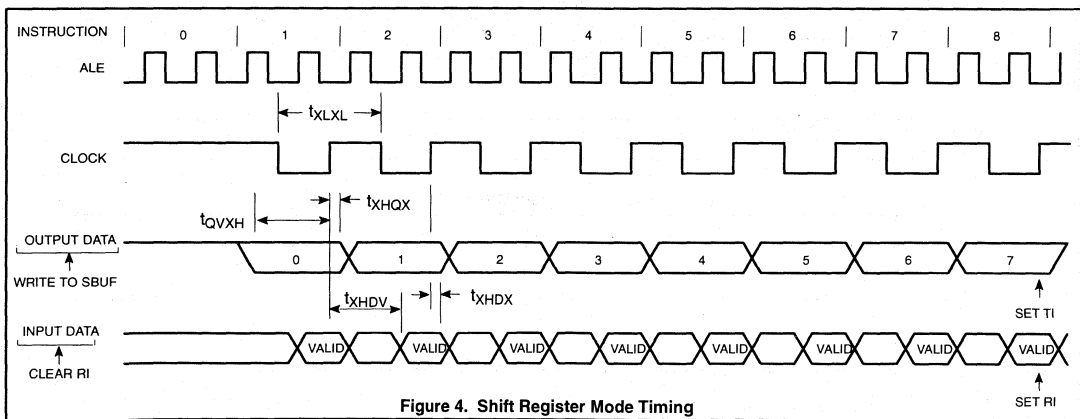 INSTRUCTION 0 1 2 3 4 5 6 7 8
ALE
tXLXL
CLOCK
tXHQX
tQVXH
OUTPUT DATA
0 1 2 3 4 5 6 7
WRITE TO SBUF
tXHDV tXHDX
SET TI
INPUT DATA
VALID VALID VALID VALID VALID VALID VALID VALID
CLEAR RI
SET RI
Figure 4. Shift Register Mode Timing